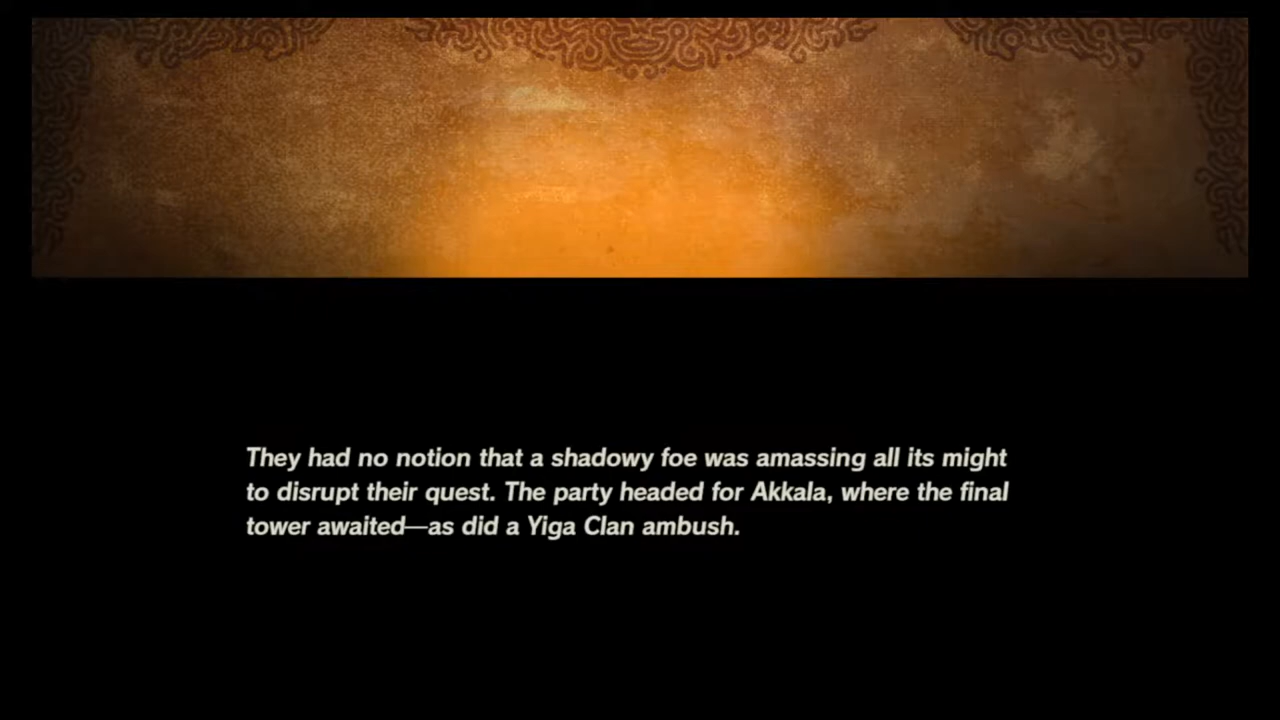 They had no notion that a shadowy foe was amassing all its might
to disrupt their quest. The party headed for Akkala, where the final
tower awaited—as did a Yiga Clan ambush.